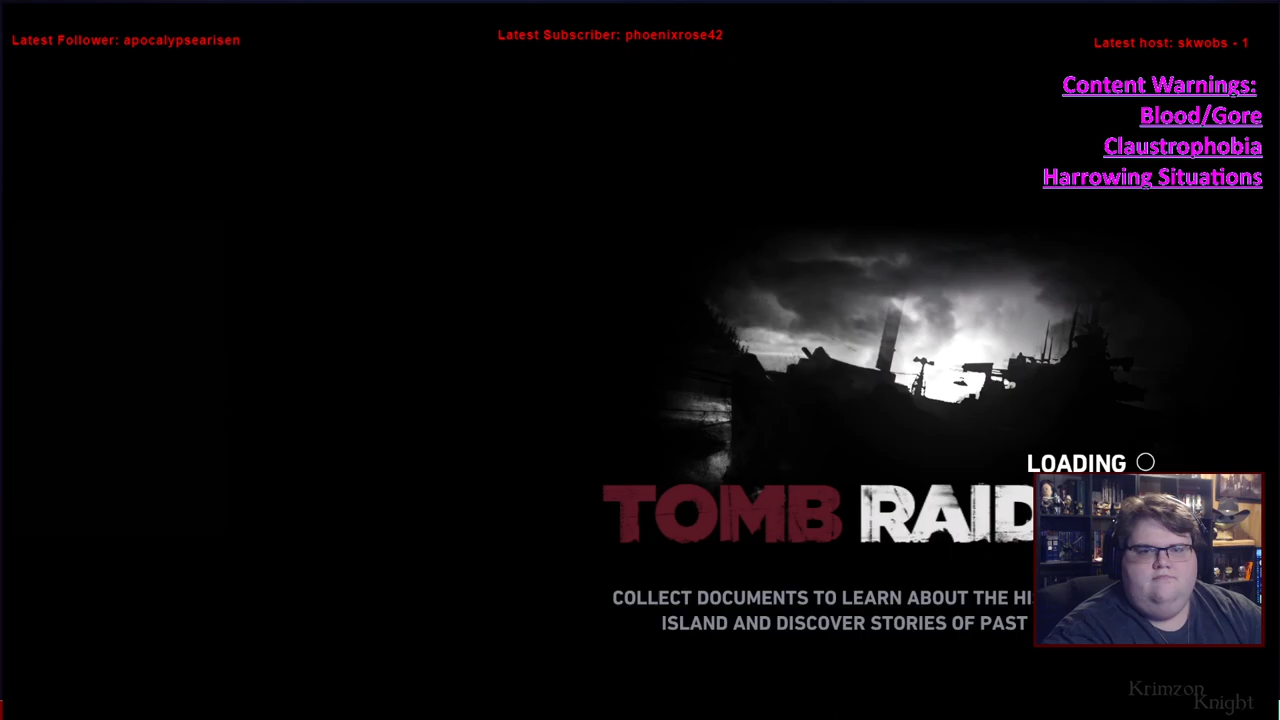 Latest Follower: apocalypsearisen
Latest Subscriber: phoenixrose42
Latest host: skwobs - 1
Content Warnings:
Blood/Gore
Claustrophobia
Harrowing Situations
LOADING
TOMB RAID
COLLECT DOCUMENTS TO LEARN ABOUT THE HI
ISLAND AND DISCOVER STORIES OF PAST
Krimzon
Knight